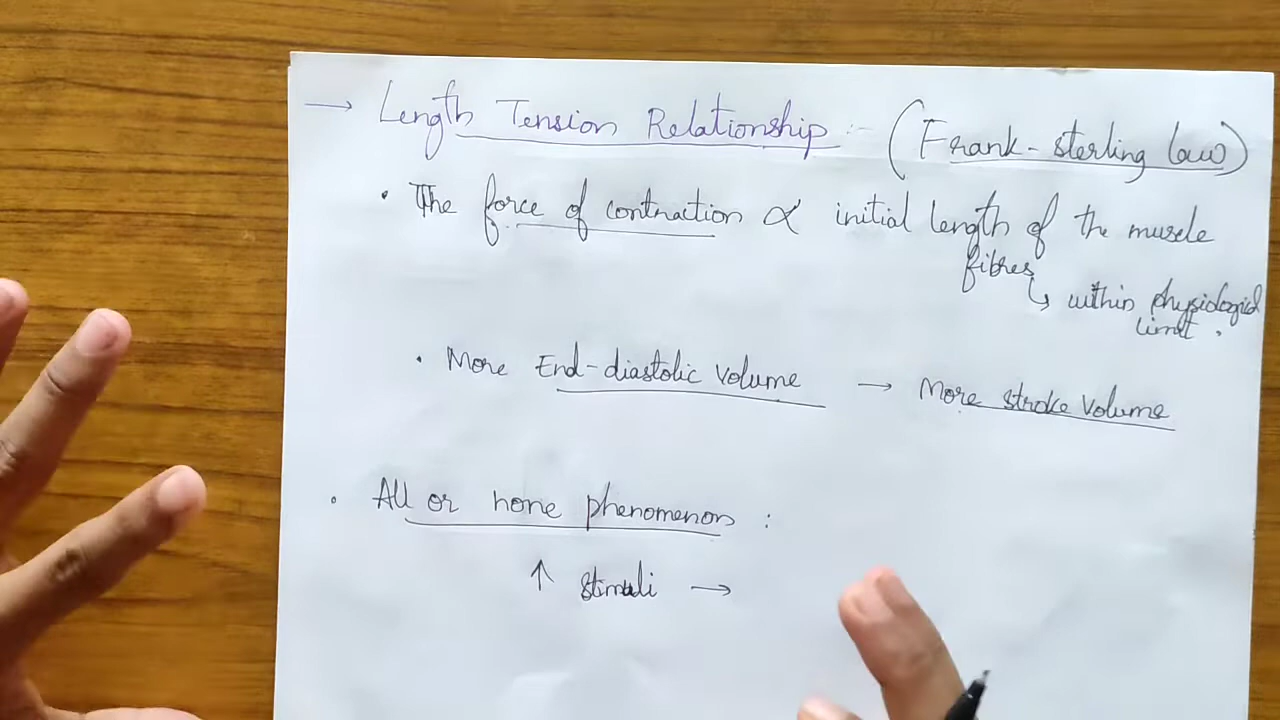 → Length Tension Relationship :- (Frank-sterling law)
• The force of contraction ∝ initial length of the muscle
fibres
↳ within physiological
limit.
• More End-diastolic volume → More stroke volume
• All or none phenomenon :
↑ stimuli →